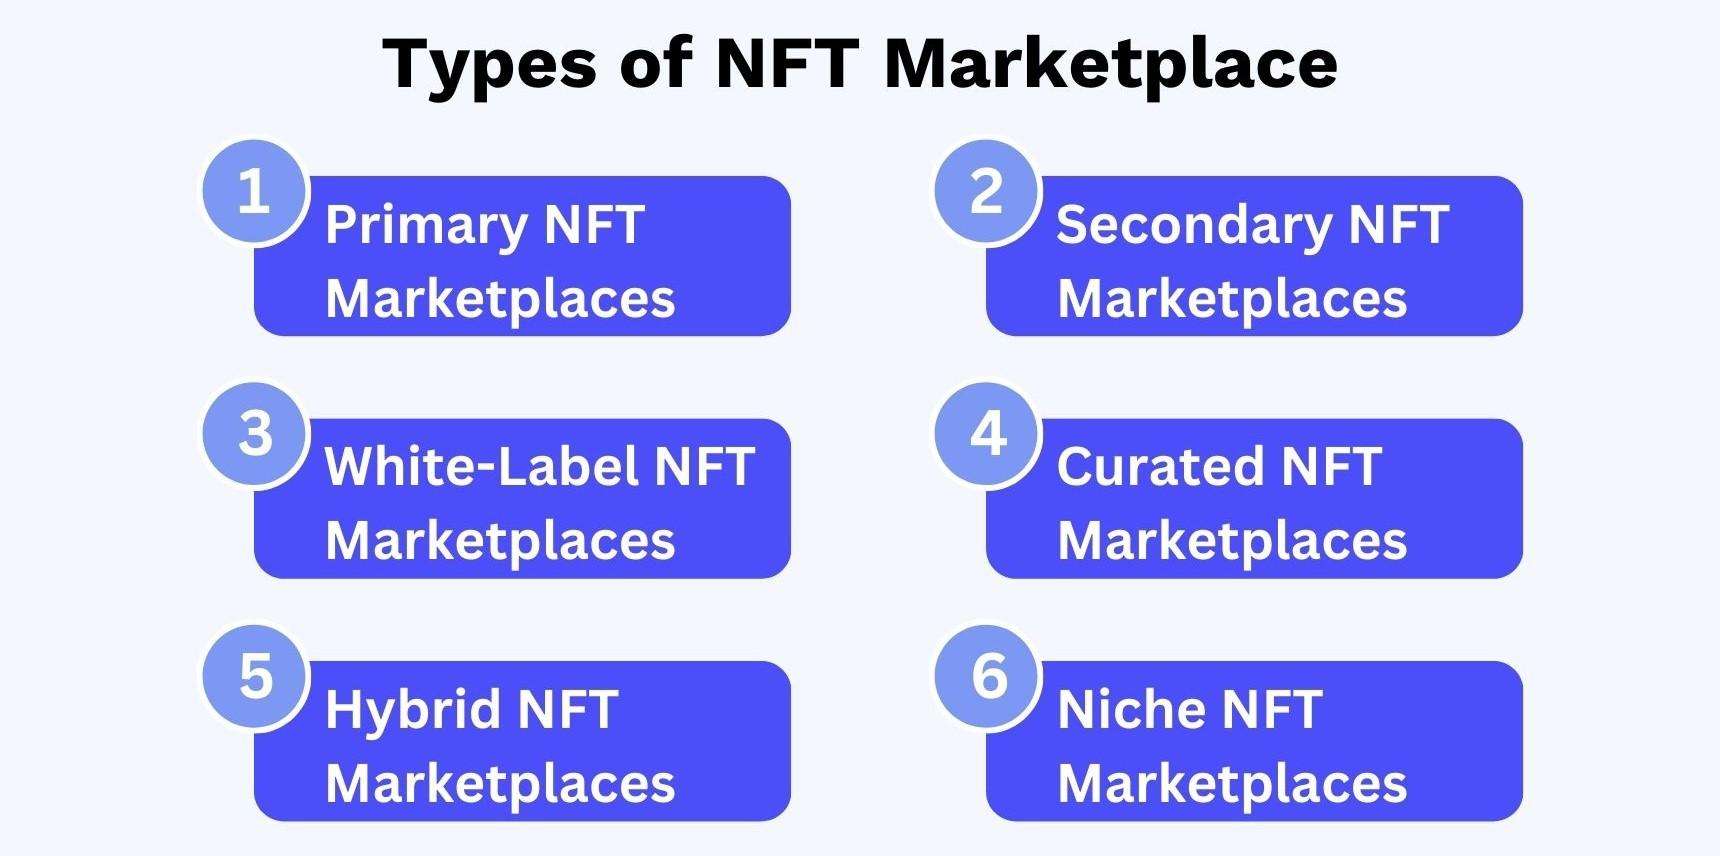 Types of NFT Marketplace
1
Primary NFT
Marketplaces
2
Secondary NFT
Marketplaces
3
White-Label NFT
Marketplaces
4
Curated NFT
Marketplaces
5
Hybrid NFT
Marketplaces
6
Niche NFT
Marketplaces